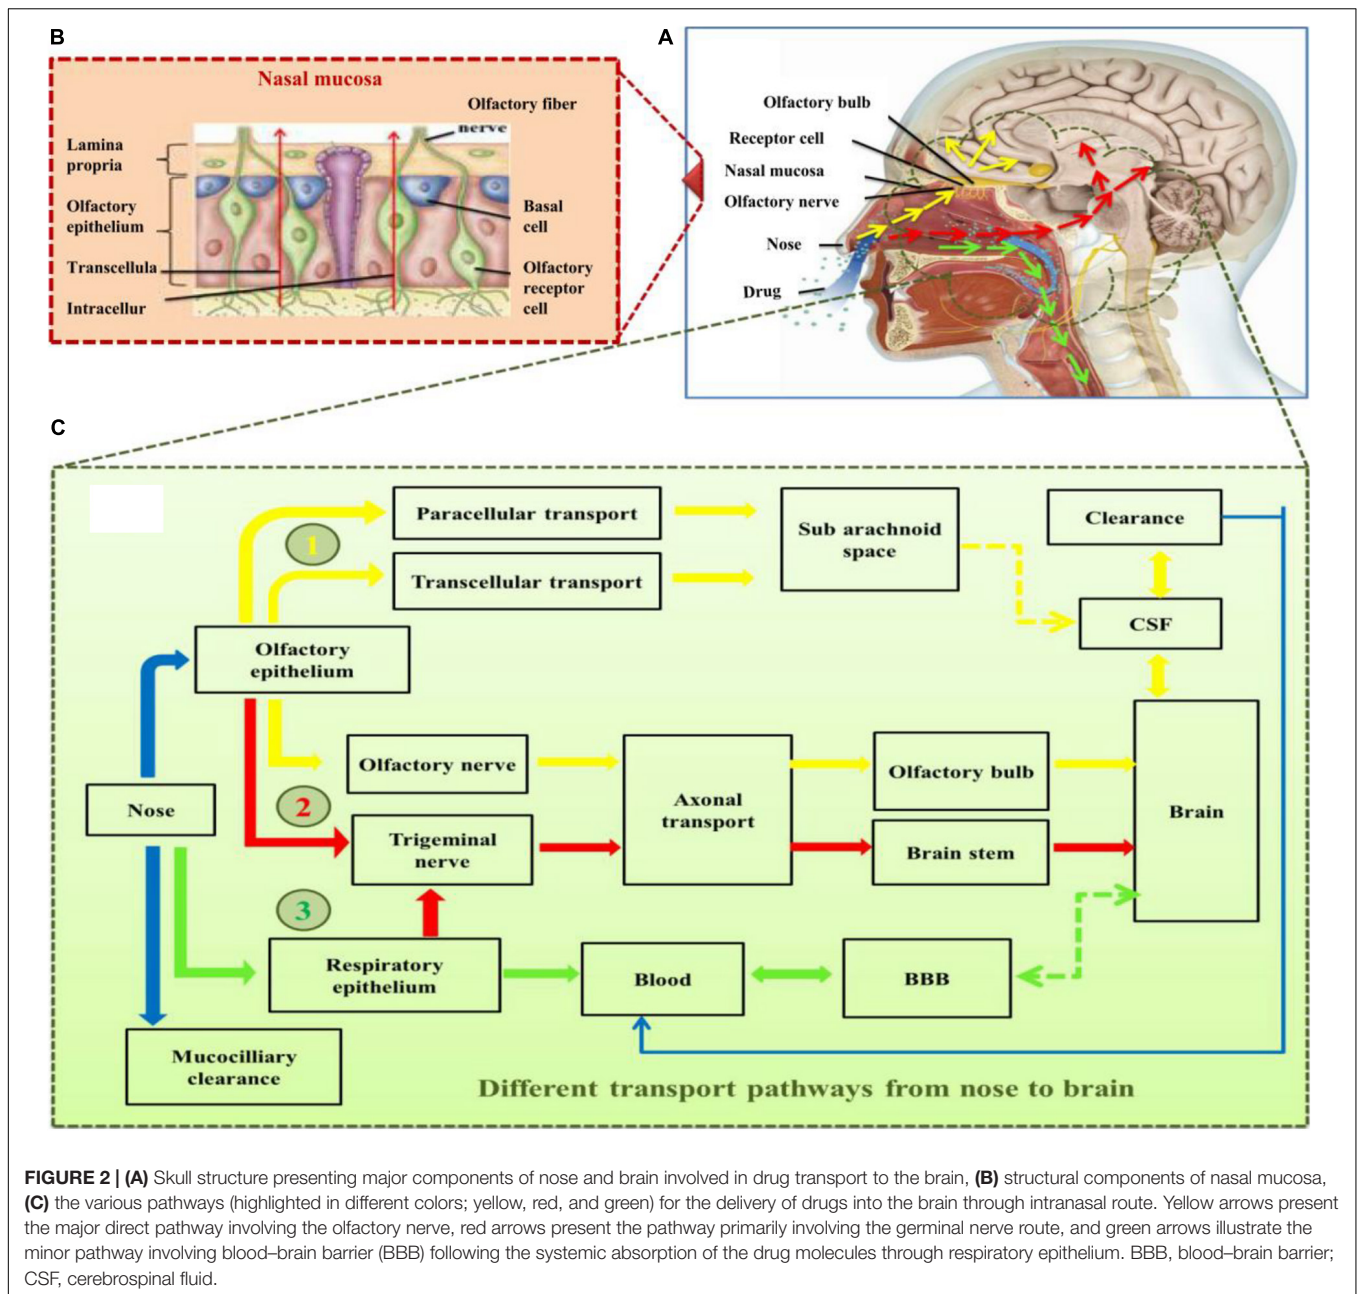 B
Nasal mucosa
Olfactory fiber
nerve
Lamina
propria
Olfactory
epithelium
Transcellula
Intracellur
Basal
cell
Olfactory
receptor
cell
A
Olfactory bulb
Receptor cell
Nasal mucosa
Olfactory nerve
Nose
Drug
C
1
Paracellular transport
Transcellular transport
Sub arachnoid
space
Clearance
CSF
Olfactory
epithelium
Nose
2
Olfactory nerve
Trigeminal
nerve
Axonal
transport
Olfactory bulb
Brain stem
Brain
3
Respiratory
epithelium
Blood
BBB
Mucocilliary
clearance
Different transport pathways from nose to brain
FIGURE 2 | (A) Skull structure presenting major components of nose and brain involved in drug transport to the brain, (B) structural components of nasal mucosa,
(C) the various pathways (highlighted in different colors; yellow, red, and green) for the delivery of drugs into the brain through intranasal route. Yellow arrows present
the major direct pathway involving the olfactory nerve, red arrows present the pathway primarily involving the germinal nerve route, and green arrows illustrate the
minor pathway involving blood–brain barrier (BBB) following the systemic absorption of the drug molecules through respiratory epithelium. BBB, blood–brain barrier;
CSF, cerebrospinal fluid.